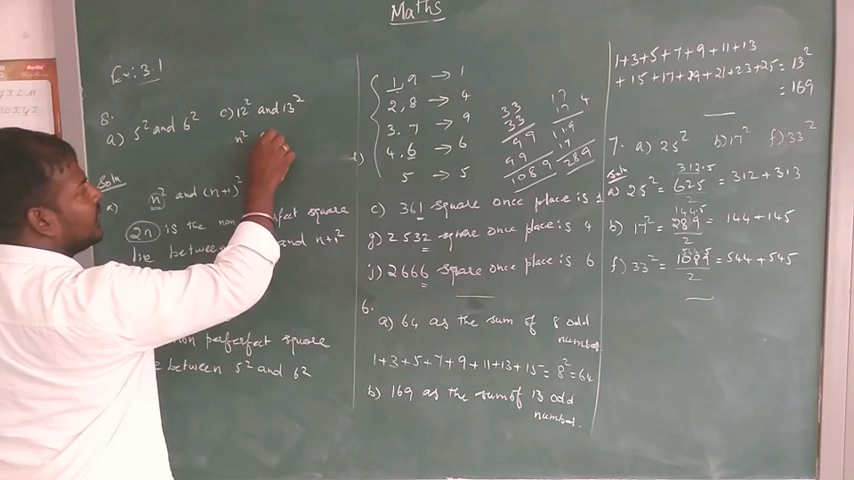 Maths
Ex: 3.1
8.
a) 5² and 6² c) 12² and 13²
n²
Soln
a) n² and (n+1)²
2n is the non perfect square
lie between and n+1²
non perferfect square
between 5² and 6²
1, 9 → 1
2, 8 → 4
3, 7 → 9
4, 6 → 6
5 → 5
33
33
99
99
1089
17
17
119
17
289
c) 361 square once place is 1
g) 2532 square once place is 4
j) 2666 square once place is 6
6.
a) 64 as the sum of 8 odd
number.
1+3+5+7+9+11+13+15 = 8² = 64
b) 169 as the sum of 13 odd
number.
1+3+5+7+9+11+13
+15+17+19+21+23+25 = 13²
= 169
7. a) 25² b) 17² f) 33²
Soln
312.5
a) 25² = 625 = 312 + 313
2
144.5
b) 17² = 289 = 144 + 145
2
544.5
f) 33² = 1089 = 544 + 545
2